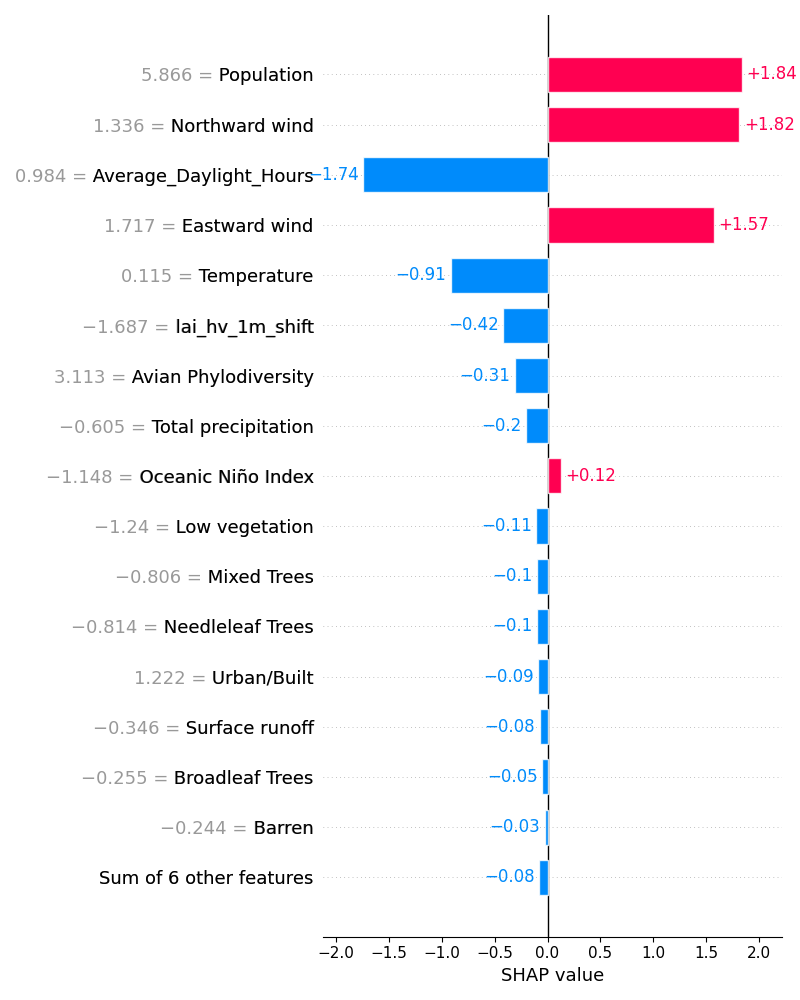 5.866 = Population +1.84
1.336 = Northward wind +1.82
0.984 = Average_Daylight_Hours −1.74
1.717 = Eastward wind +1.57
0.115 = Temperature −0.91
−1.687 = lai_hv_1m_shift −0.42
3.113 = Avian Phylodiversity −0.31
−0.605 = Total precipitation −0.2
−1.148 = Oceanic Niño Index +0.12
−1.24 = Low vegetation −0.11
−0.806 = Mixed Trees −0.1
−0.814 = Needleleaf Trees −0.1
1.222 = Urban/Built −0.09
−0.346 = Surface runoff −0.08
−0.255 = Broadleaf Trees −0.05
−0.244 = Barren −0.03
Sum of 6 other features −0.08
−2.0 −1.5 −1.0 −0.5 0.0 0.5 1.0 1.5 2.0
SHAP value